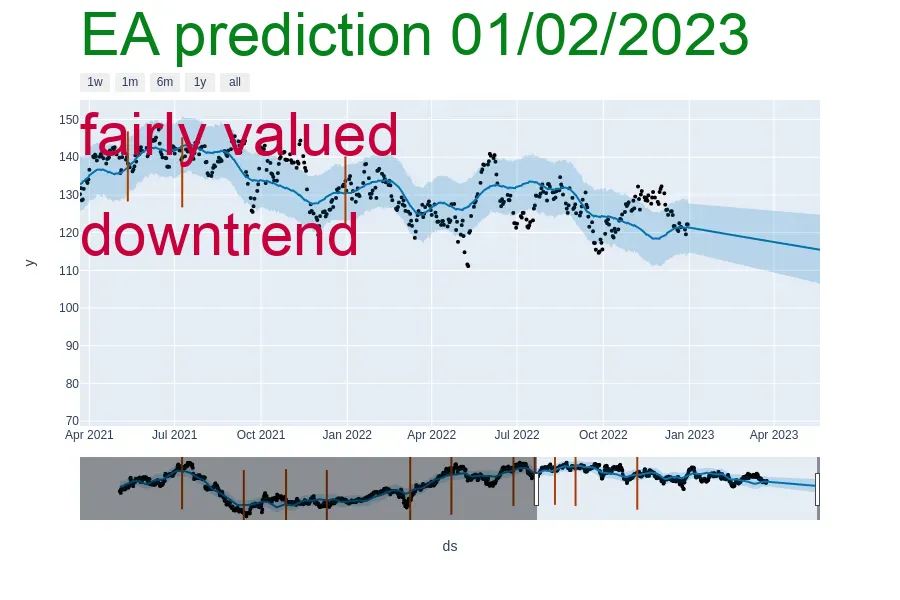 EA prediction 01/02/2023
1w 1m 6m 1y all
fairly valued
downtrend
150
140
130
120
110
100
90
80
70
y
Apr 2021 Jul 2021 Oct 2021 Jan 2022 Apr 2022 Jul 2022 Oct 2022 Jan 2023 Apr 2023
ds